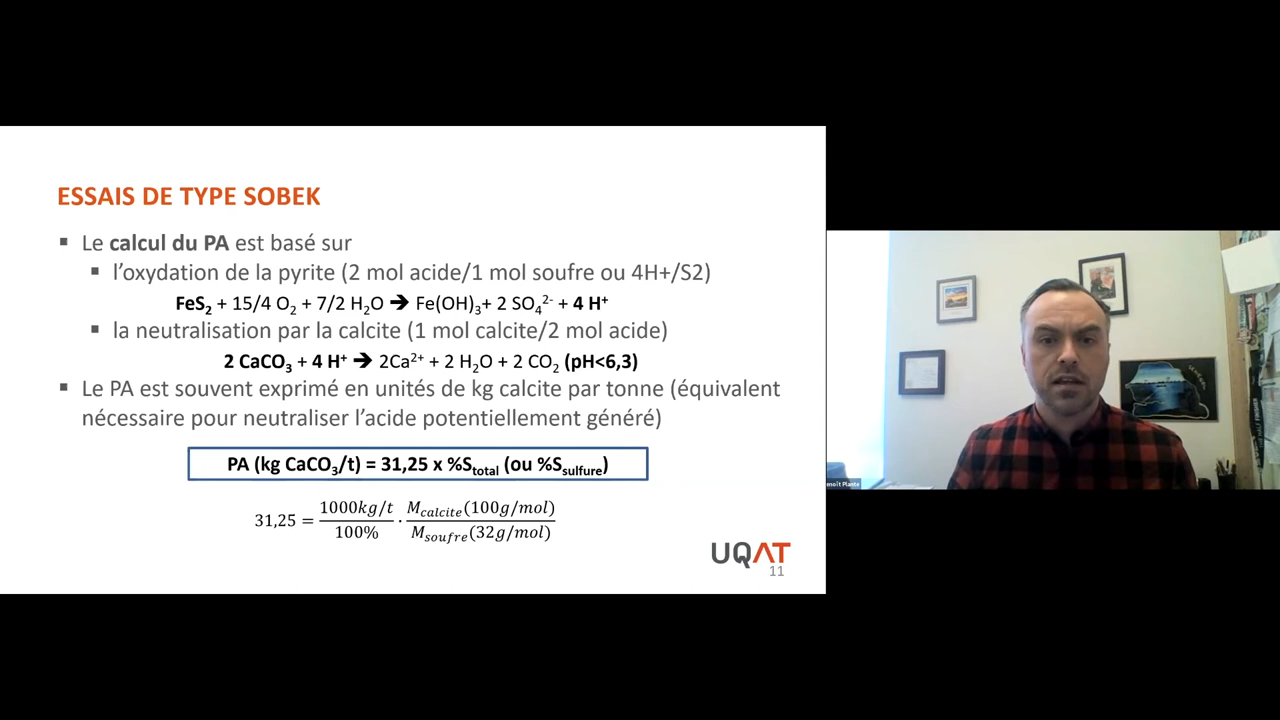 ESSAIS DE TYPE SOBEK
▪ Le calcul du PA est basé sur
▪ l'oxydation de la pyrite (2 mol acide/1 mol soufre ou 4H+/S2)
FeS₂ + 15/4 O₂ + 7/2 H₂O ➔ Fe(OH)₃+ 2 SO₄²⁻ + 4 H⁺
▪ la neutralisation par la calcite (1 mol calcite/2 mol acide)
2 CaCO₃ + 4 H⁺ ➔ 2Ca²⁺ + 2 H₂O + 2 CO₂ (pH<6,3)
▪ Le PA est souvent exprimé en unités de kg calcite par tonne (équivalent
nécessaire pour neutraliser l'acide potentiellement généré)
PA (kg CaCO₃/t) = 31,25 x %Stotal (ou %Ssulfure)
31,25 = 1000kg/t / 100% · Mcalcite(100g/mol) / Msoufre(32g/mol)
UQAT
11
enoît Plante